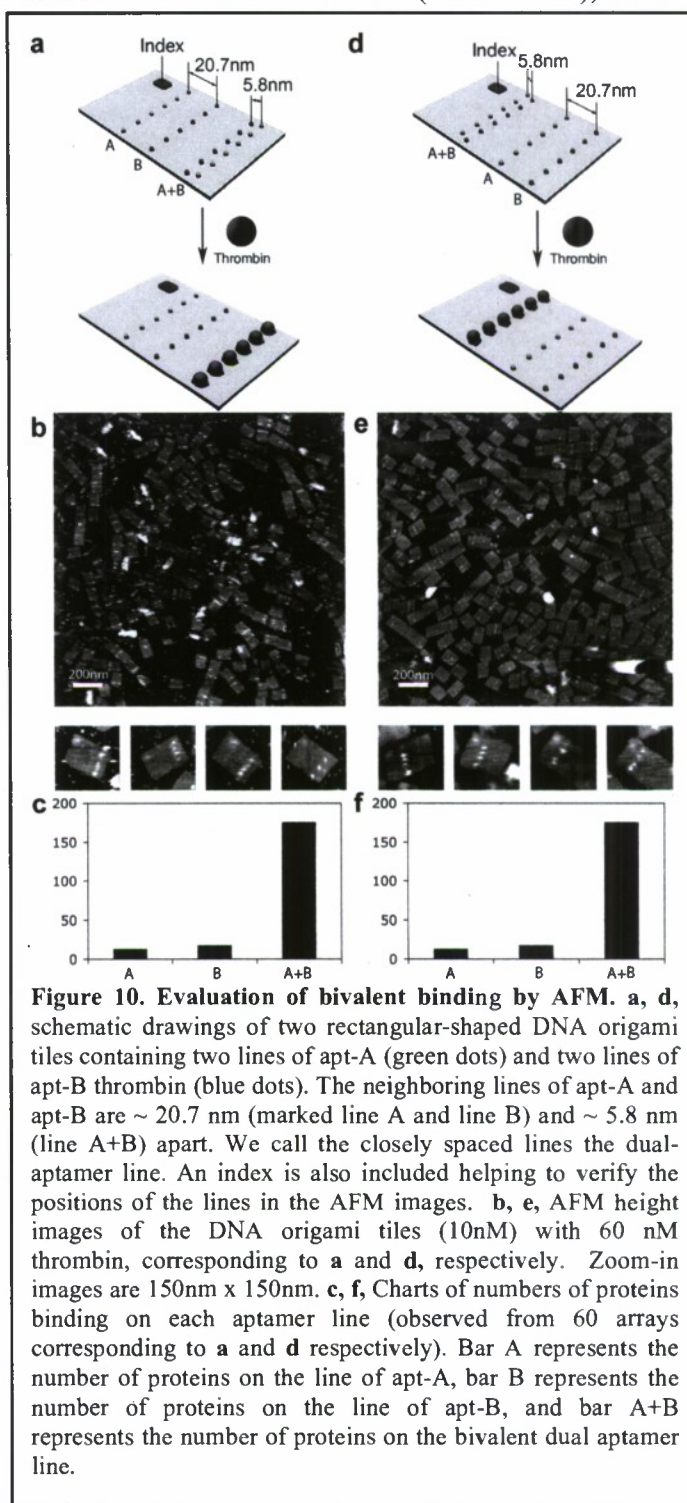 a
d
Index
20.7nm
5.8nm
A
B
A+B
Thrombin
Index
5.8nm
20.7nm
A+B
A
B
Thrombin
b
e
200nm
200nm
c
200
150
100
50
0
A
B
A+B
f
200
150
100
50
0
A
B
A+B
Figure 10. Evaluation of bivalent binding by AFM. a, d,
schematic drawings of two rectangular-shaped DNA origami
tiles containing two lines of apt-A (green dots) and two lines of
apt-B thrombin (blue dots). The neighboring lines of apt-A and
apt-B are ~ 20.7 nm (marked line A and line B) and ~ 5.8 nm
(line A+B) apart. We call the closely spaced lines the dual-
aptamer line. An index is also included helping to verify the
positions of the lines in the AFM images. b, e, AFM height
images of the DNA origami tiles (10nM) with 60 nM
thrombin, corresponding to a and d, respectively. Zoom-in
images are 150nm x 150nm. c, f, Charts of numbers of proteins
binding on each aptamer line (observed from 60 arrays
corresponding to a and d respectively). Bar A represents the
number of proteins on the line of apt-A, bar B represents the
number of proteins on the line of apt-B, and bar A+B
represents the number of proteins on the bivalent dual aptamer
line.